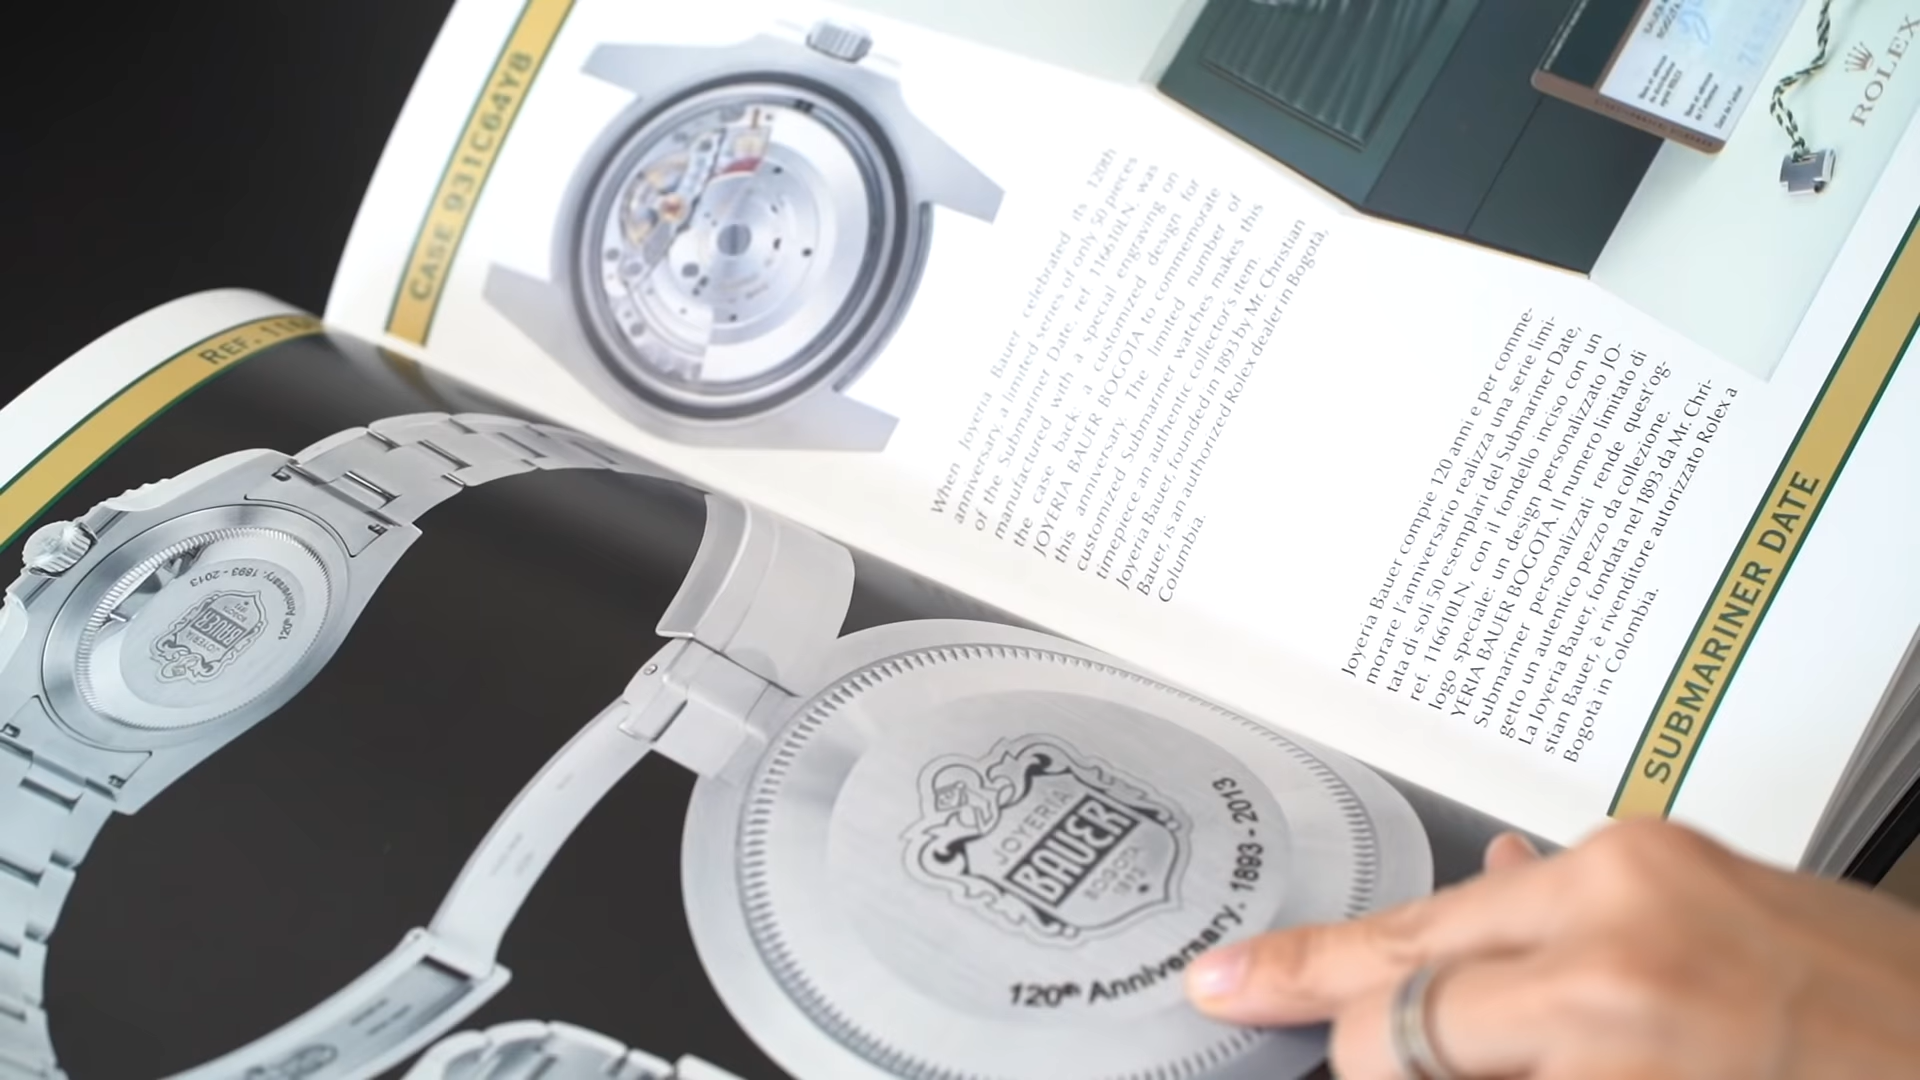 CASE 931C64Y8
REF. 116
When Joyeria Bauer celebrated its 120th
anniversary, a limited series of only 50 pieces
of the Submariner Date, ref. 116610LN, was
manufactured with a special engraving on
the case back: a customized design for
JOYERIA BAUER BOGOTA to commemorate
this anniversary. The limited number of
customized Submariner watches makes this
timepiece an authentic collector's item.
Joyeria Bauer, founded in 1893 by Mr. Christian
Bauer, is an authorized Rolex dealer in Bogotà,
Columbia.
Joyeria Bauer compie 120 anni e per comme-
morare l'anniversario realizza una serie limi-
tata di soli 50 esemplari del Submariner Date,
ref. 116610LN, con il fondello inciso con un
logo speciale: un design personalizzato JO-
YERIA BAUER BOGOTA. Il numero limitato di
Submariner personalizzati rende quest'og-
getto un autentico pezzo da collezione.
La Joyeria Bauer, fondata nel 1893 da Mr. Chri-
stian Bauer, è rivenditore autorizzato Rolex a
Bogotà in Colombia.
SUBMARINER DATE
ROLEX
JOYERIA
BAUER
BOGOTA
1893
120th Anniversary. 1893 - 2013
JOYERIA
BAUER
BOGOTA
1893
120th Anniversary. 1893 - 2013